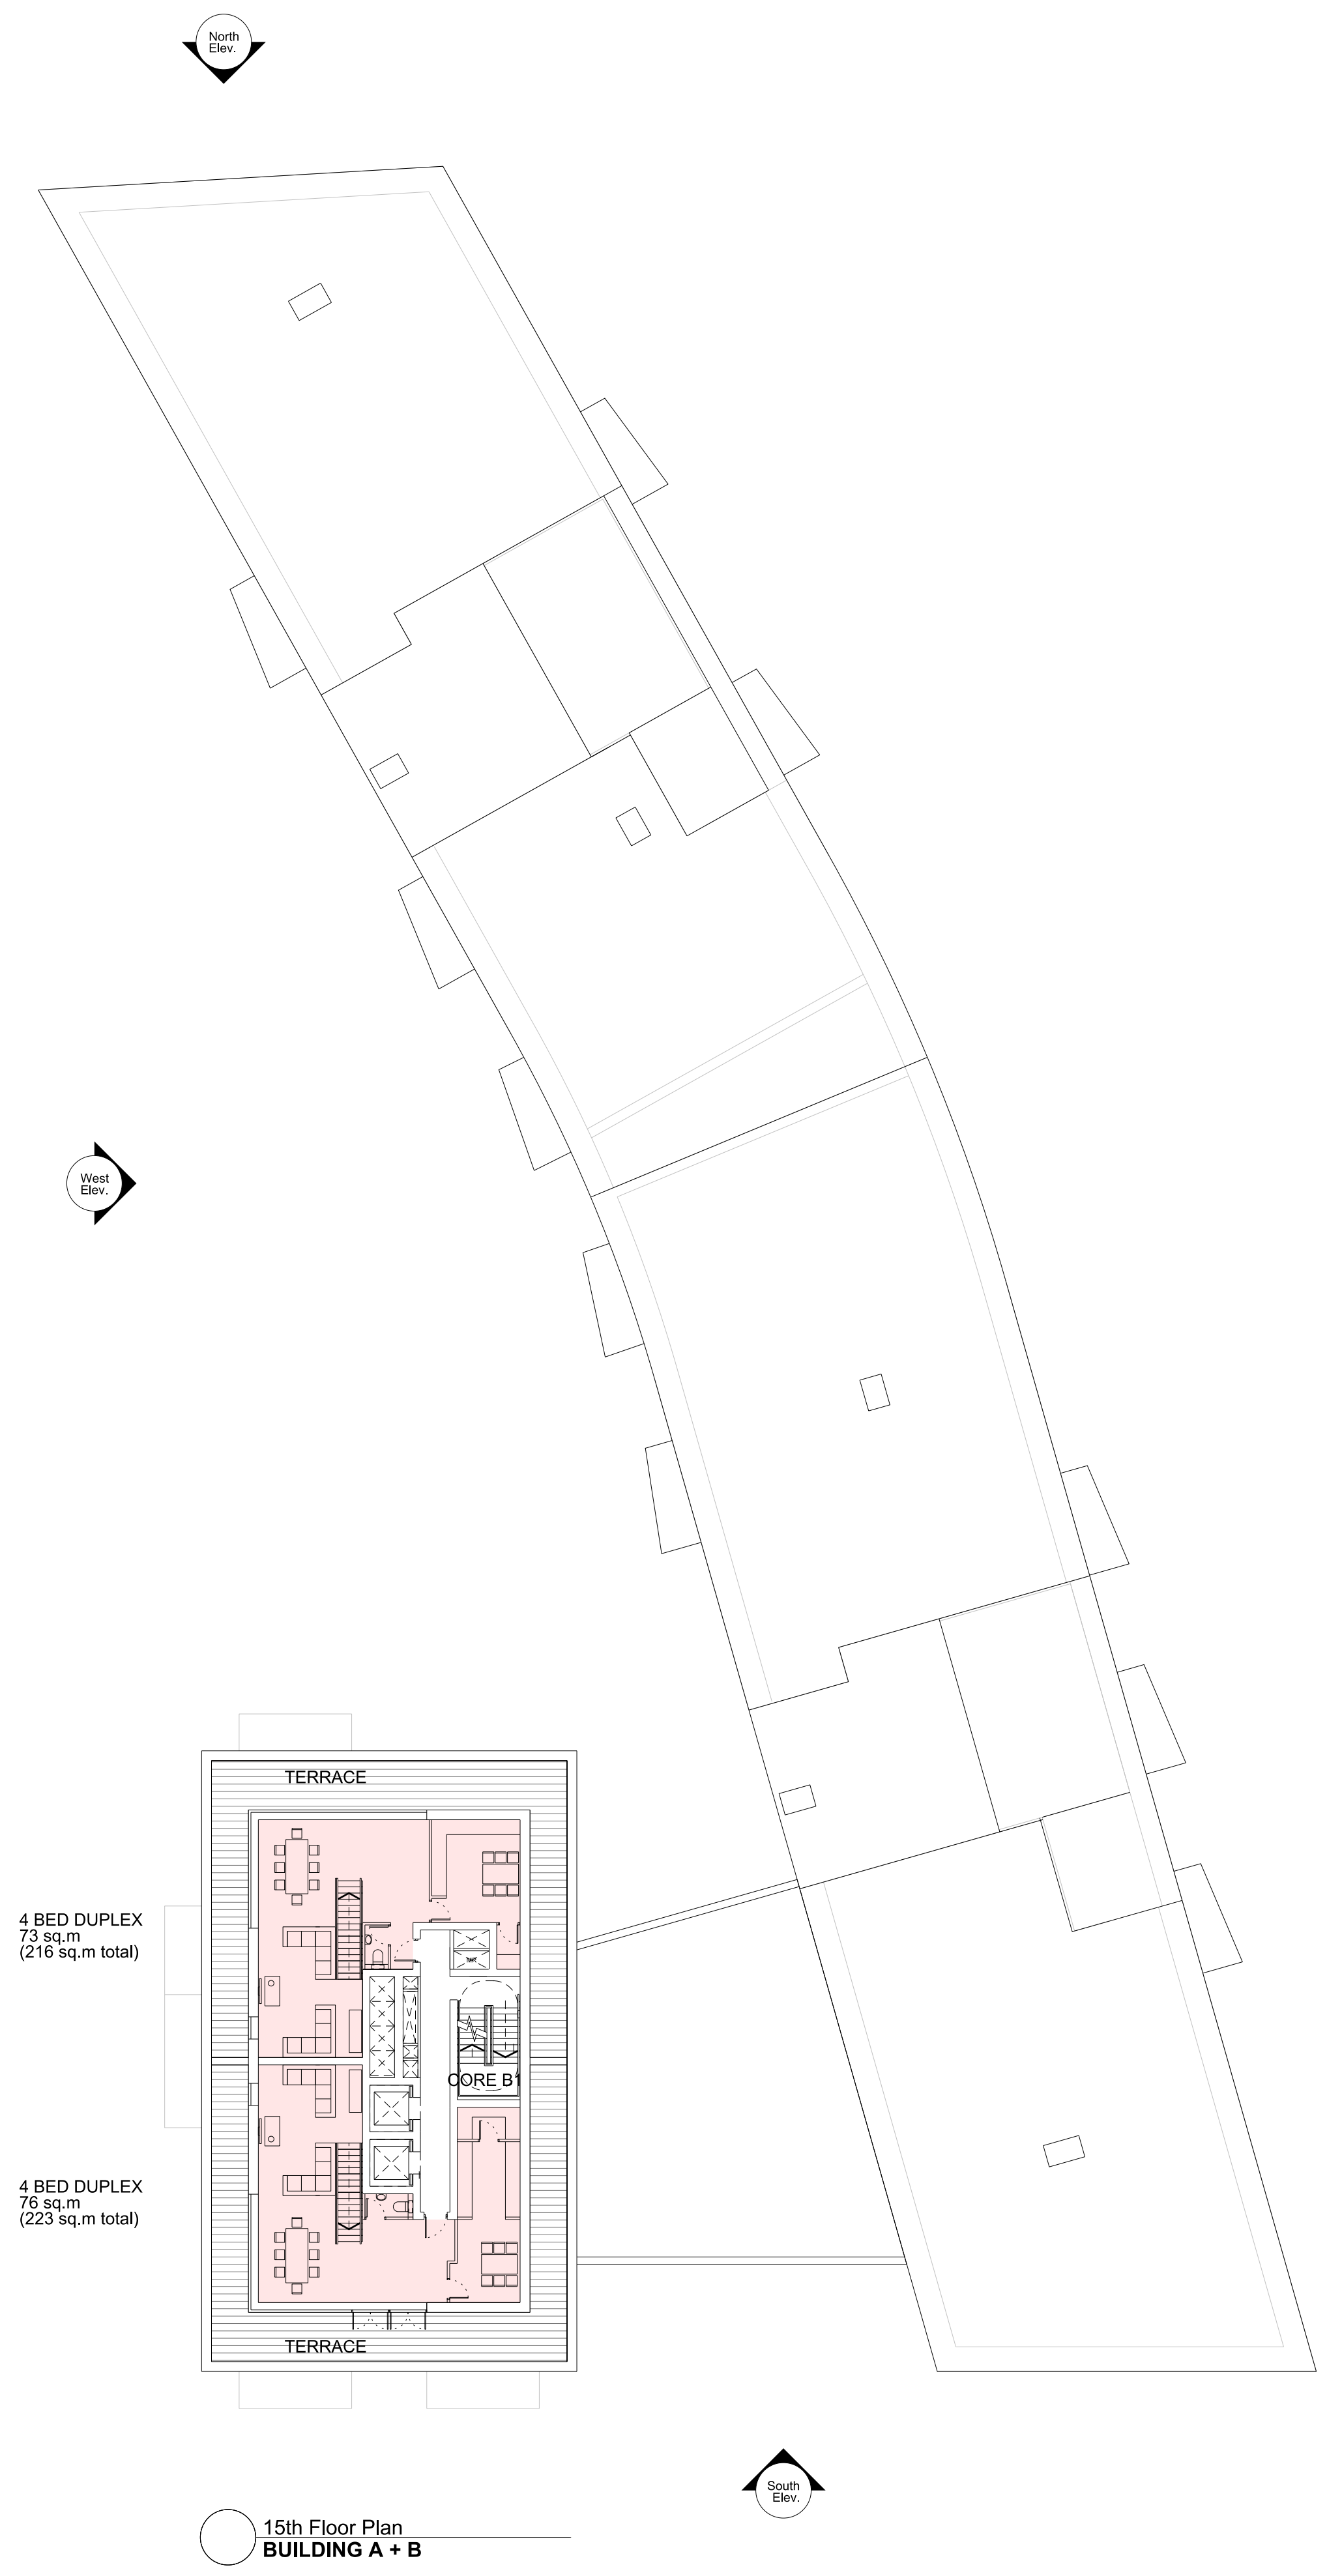 North
Elev.
West
Elev.
TERRACE
4 BED DUPLEX
73 sq.m
(216 sq.m total)
CORE B1
4 BED DUPLEX
76 sq.m
(223 sq.m total)
TERRACE
South
Elev.
15th Floor Plan
BUILDING A + B